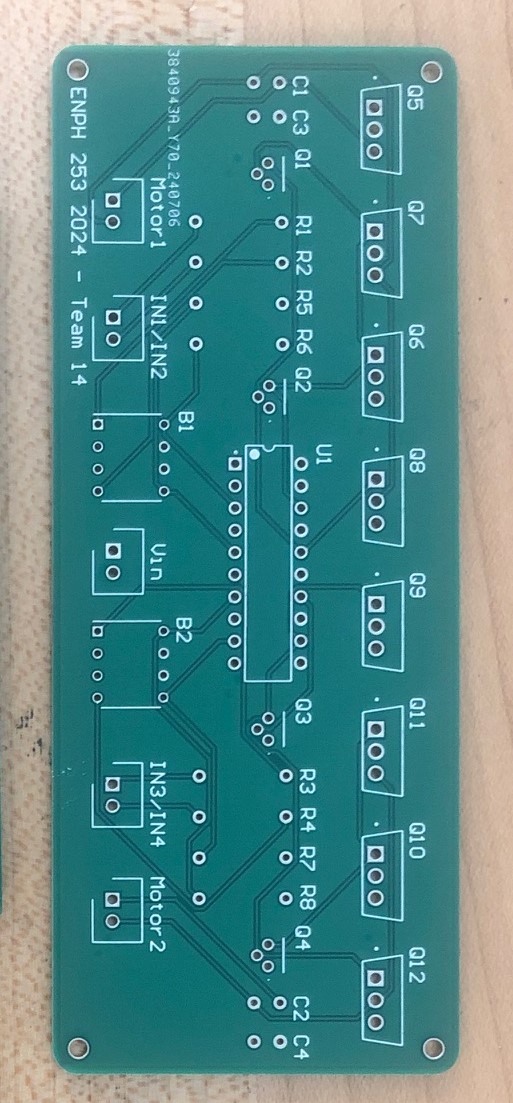 Q5 Q7 Q6 Q8 Q9 Q11 Q10 Q12
U1
C1 C3 Q1 R1 R2 R5 R6 Q2 Q3 R3 R4 R7 R8 Q4 C2 C4
B1 B2
3840943A_Y70_240706
Motor1 IN1/IN2 Vin IN3/IN4 Motor2
ENPH 253 2024 - Team 14